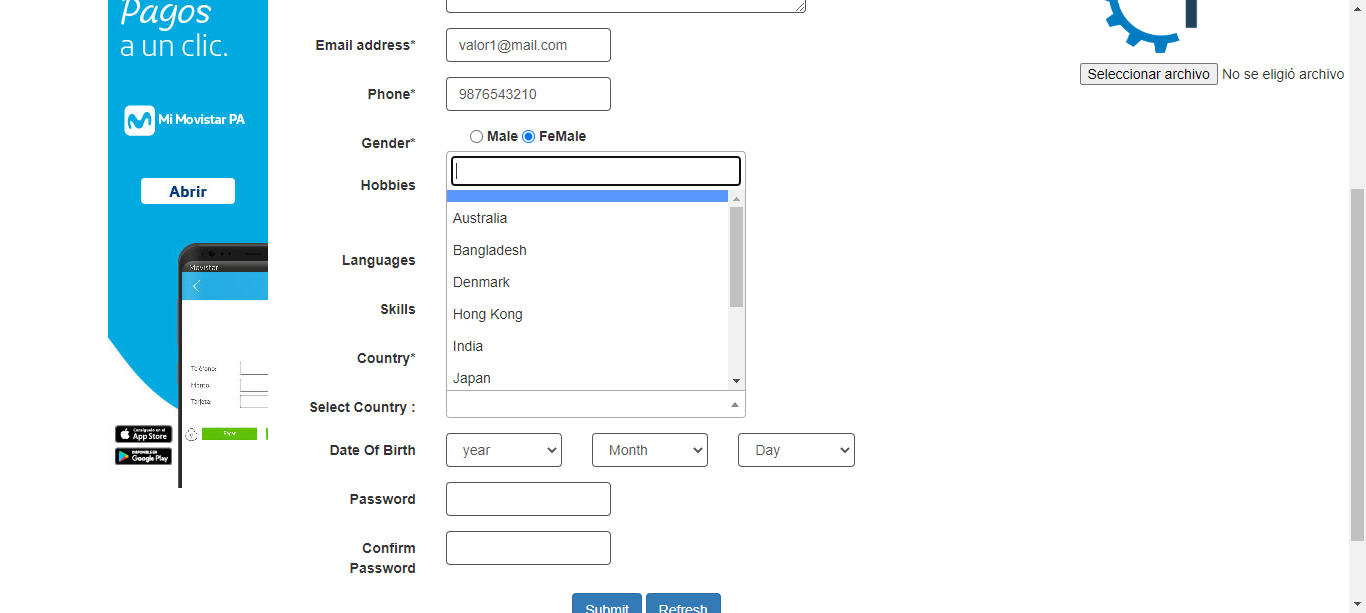 Pagos
a un clic.
Mi Movistar PA
Abrir
Movistar
Teléfono:
Monto:
Tarjeta:
Pagar
Consíguelo en el
App Store
DISPONIBLE EN
Google Play
Email address*
valor1@mail.com
Phone*
9876543210
Gender*
Male FeMale
Hobbies
Languages
Skills
Country*
Australia
Bangladesh
Denmark
Hong Kong
India
Japan
Select Country :
Date Of Birth
year Month Day
Password
Confirm
Password
Submit Refresh
Seleccionar archivo No se eligió archivo